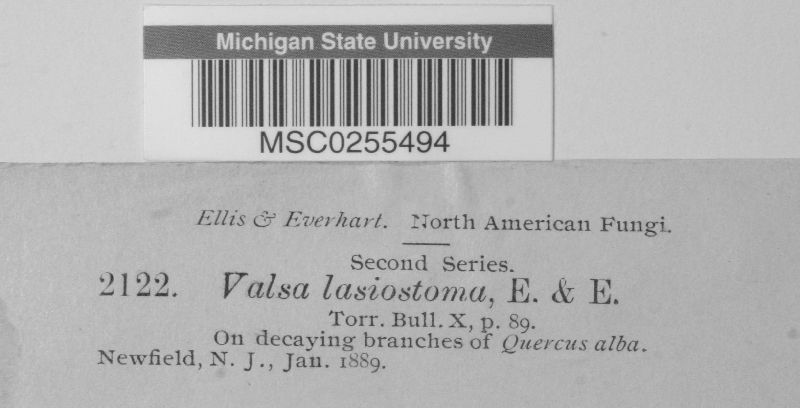 Michigan State University
MSC0255494
Ellis & Everhart. North American Fungi.
Second Series.
2122. Valsa lasiostoma, E. & E.
Torr. Bull. X, p. 89.
On decaying branches of Quercus alba.
Newfield, N. J., Jan. 1889.